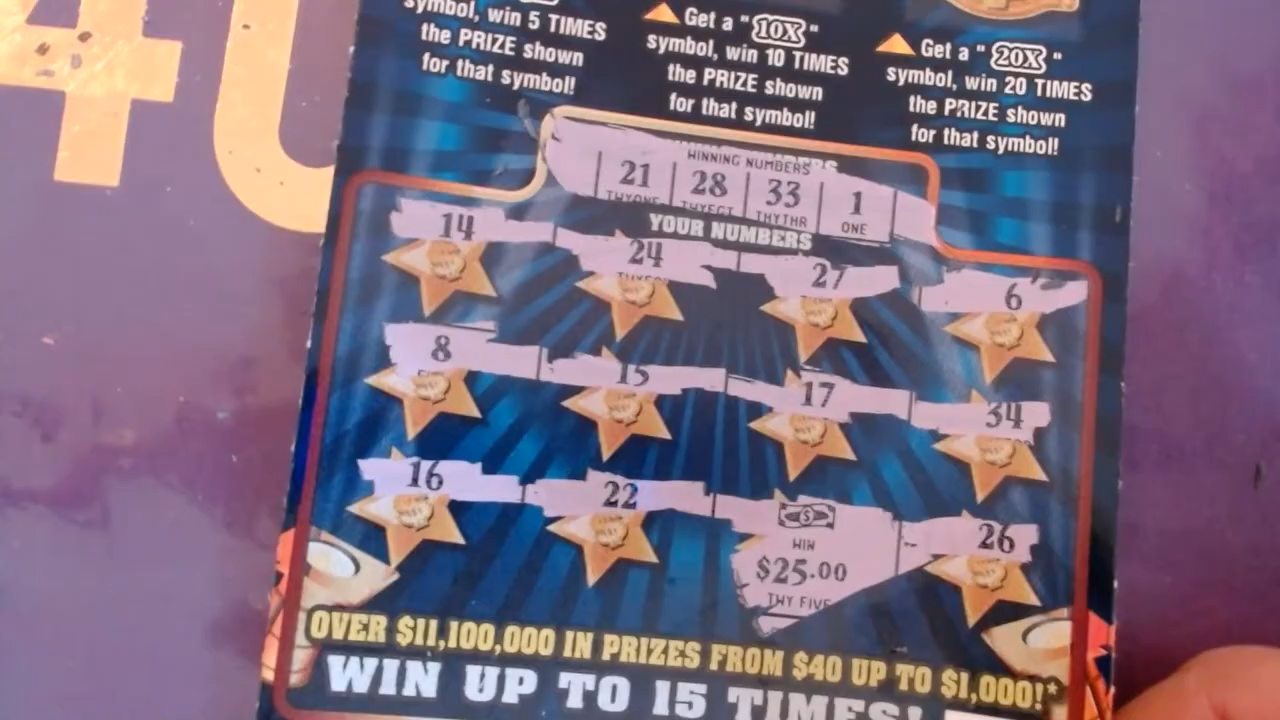 40
symbol, win 5 TIMES
the PRIZE shown
for that symbol!
Get a "10X"
symbol, win 10 TIMES
the PRIZE shown
for that symbol!
Get a "20X"
symbol, win 20 TIMES
the PRIZE shown
for that symbol!
WINNING NUMBERS
21 28 33 1
TWYONE TWYEGT THYTHR ONE
YOUR NUMBERS
14 24 27 6
8 15 17 34
16 22 26
WIN
$25.00
TWY FIVE
OVER $11,100,000 IN PRIZES FROM $40 UP TO $1,000!*
WIN UP TO 15 TIMES!